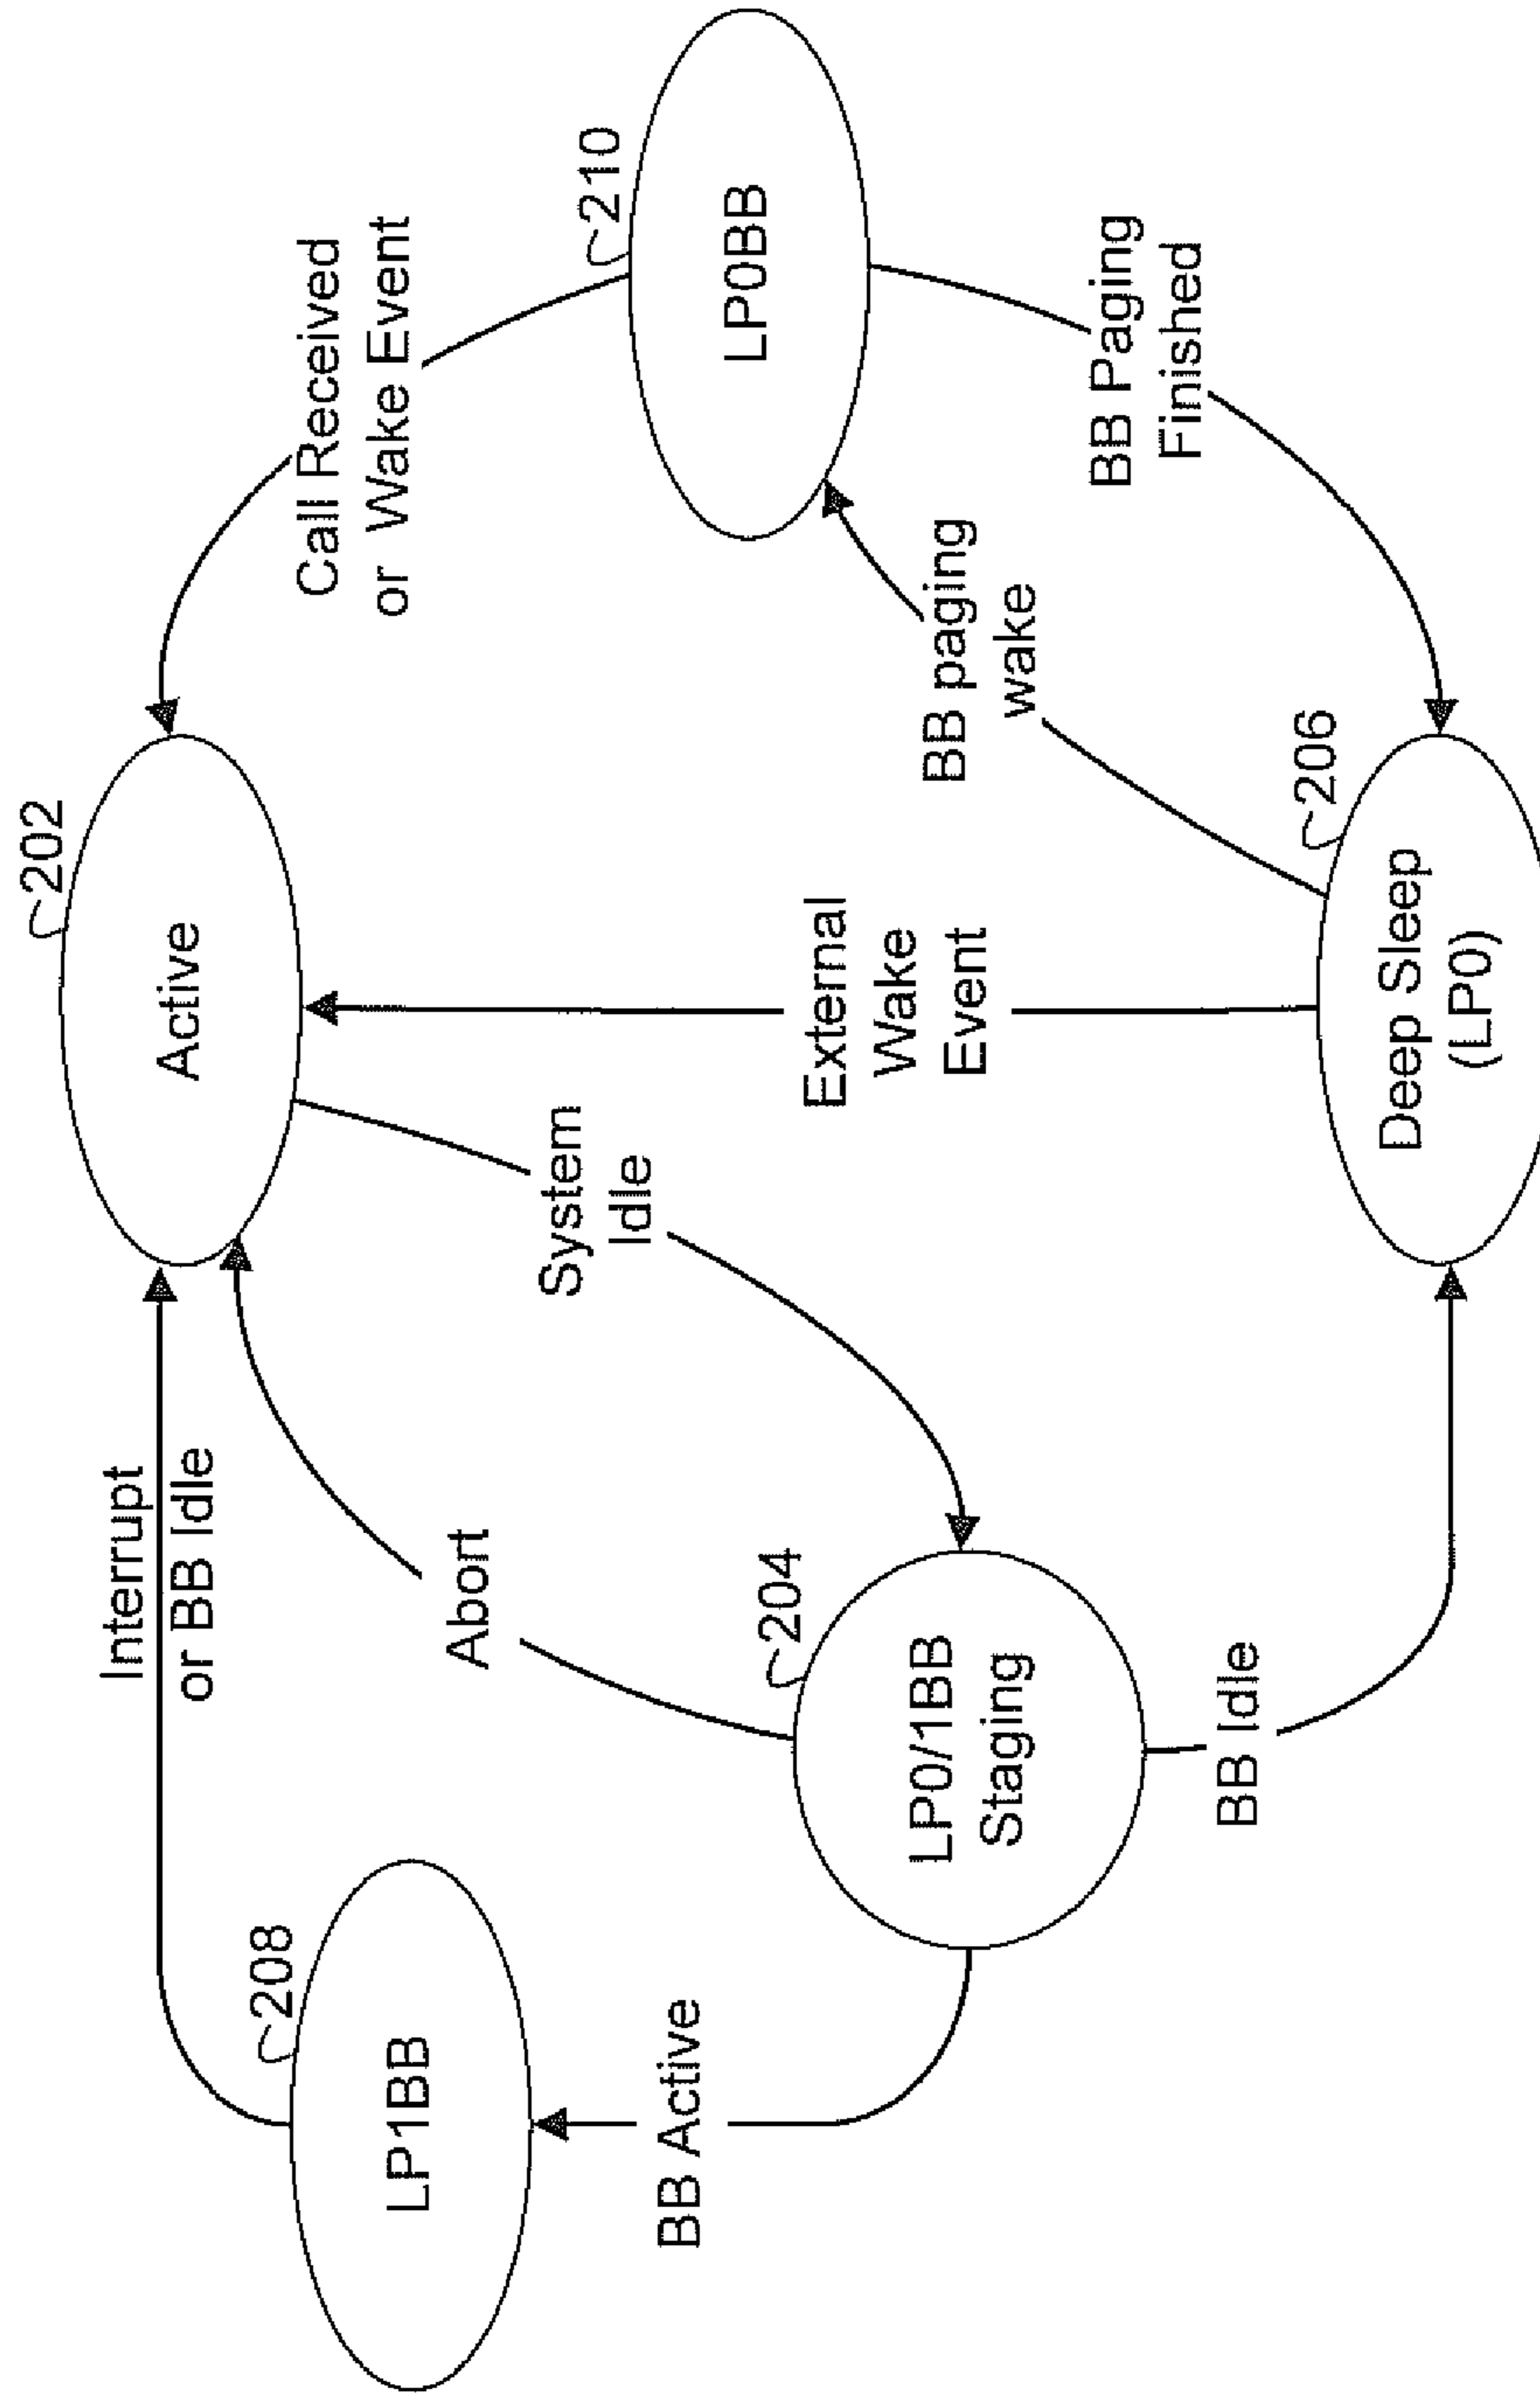 202
Active
Interrupt
or BB Idle
208
LP1BB
Call Received
or Wake Event
Abort
System
Idle
210
LP0BB
BB Active
204
LP0/1BB
Staging
External
Wake
Event
BB paging
wake
BB Paging
Finished
BB Idle
206
Deep Sleep
(LP0)